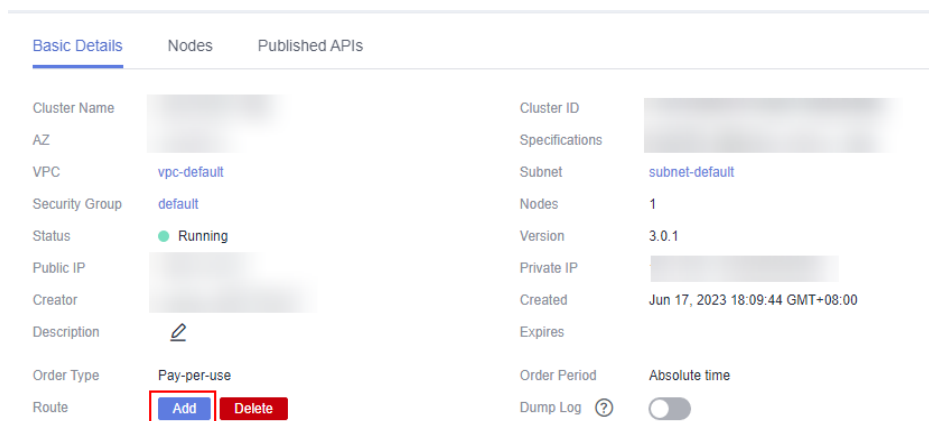 Basic Details Nodes Published APIs
Cluster Name Cluster ID
AZ Specifications
VPC vpc-default Subnet subnet-default
Security Group default Nodes 1
Status Running Version 3.0.1
Public IP Private IP
Creator Created Jun 17, 2023 18:09:44 GMT+08:00
Description Expires
Order Type Pay-per-use Order Period Absolute time
Route Add Delete Dump Log ?